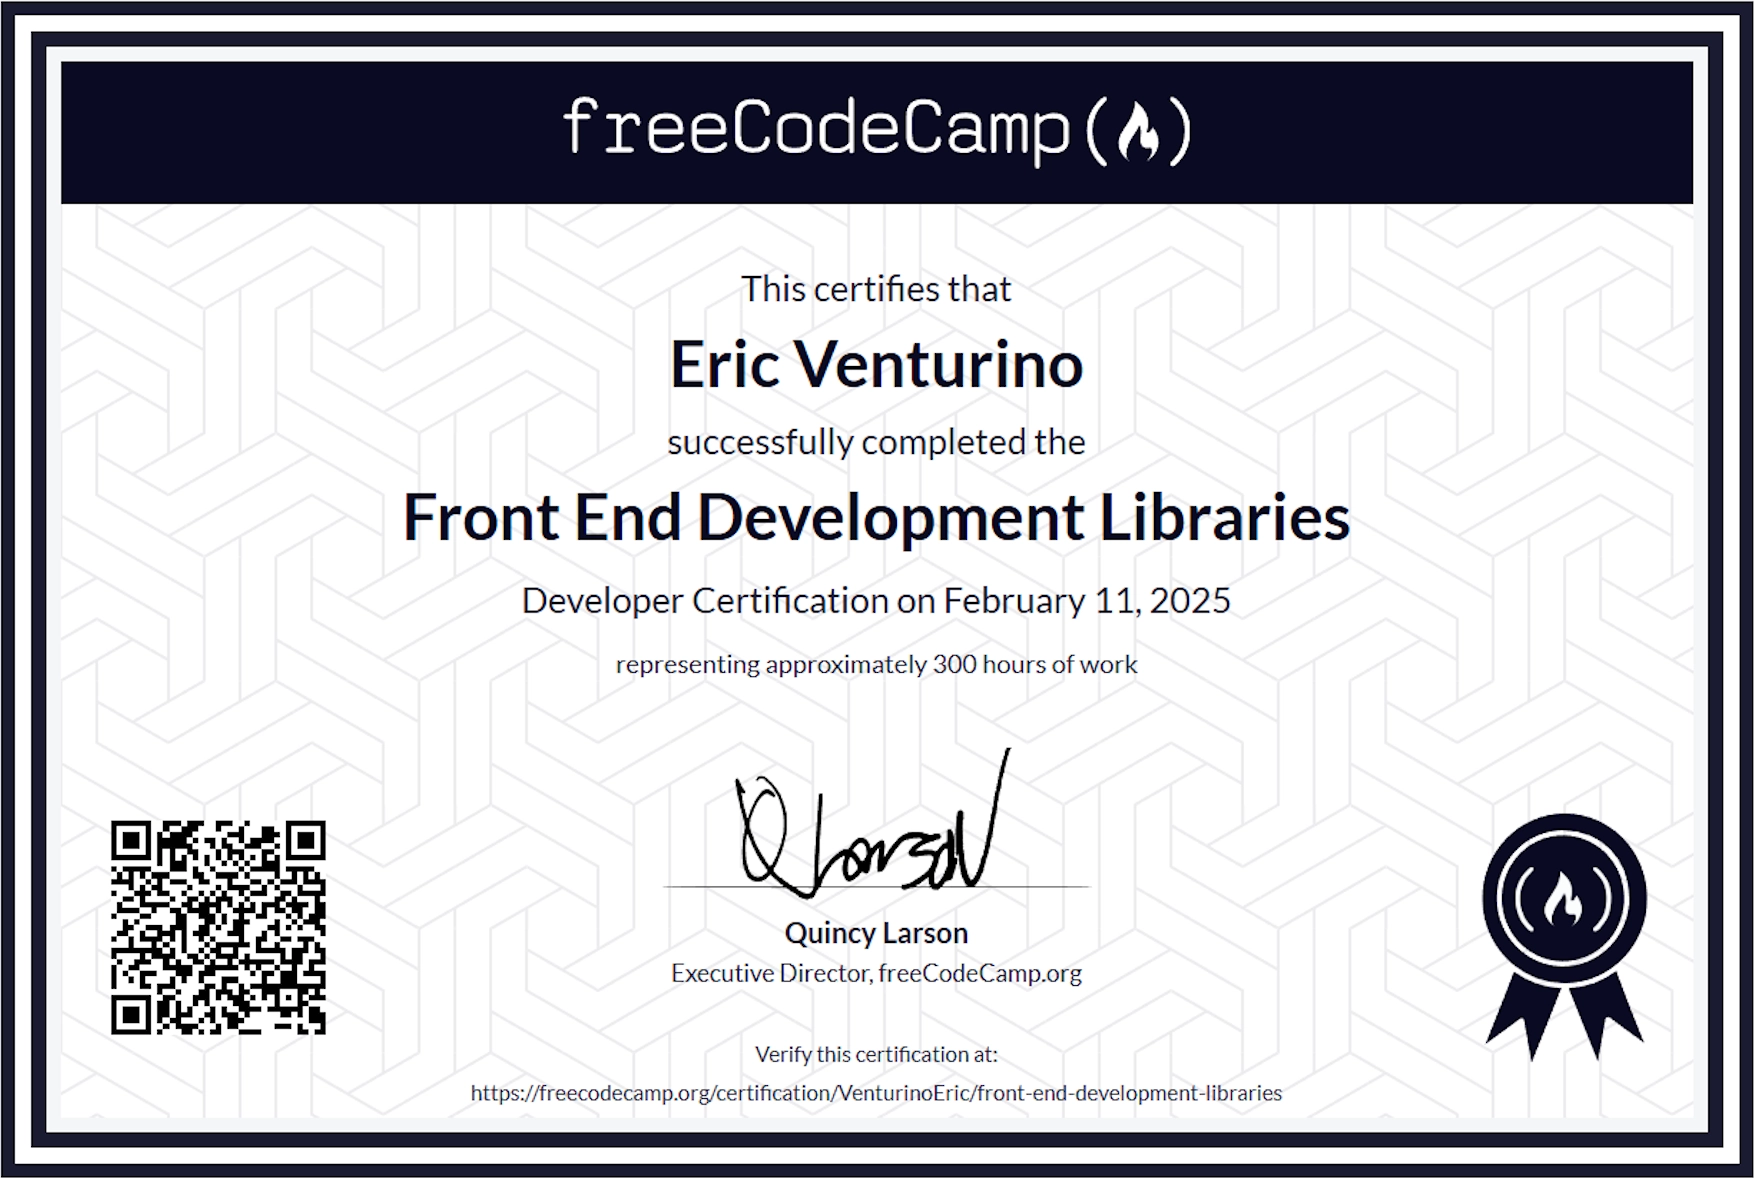 freeCodeCamp
This certifies that
Eric Venturino
successfully completed the
Front End Development Libraries
Developer Certification on February 11, 2025
representing approximately 300 hours of work
Q Larson
Quincy Larson
Executive Director, freeCodeCamp.org
Verify this certification at:
https://freecodecamp.org/certification/VenturinoEric/front-end-development-libraries